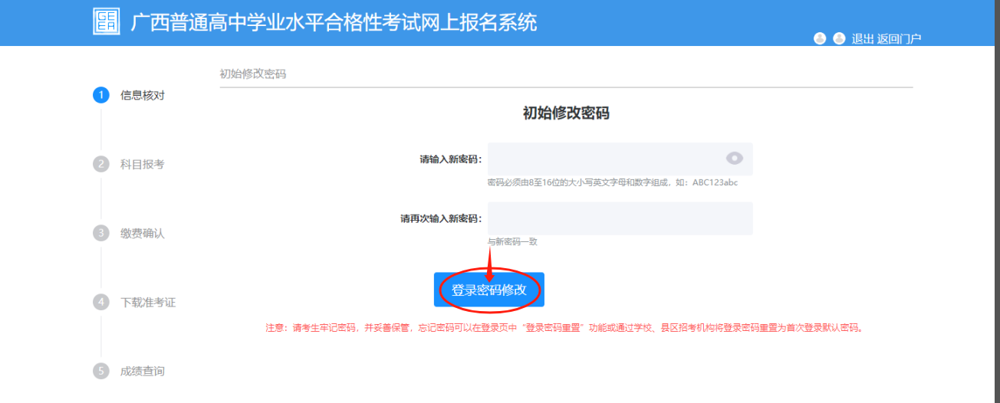 GE
EA
广西普通高中学业水平合格性考试网上报名系统
退出 返回门户
初始修改密码
1 信息核对
初始修改密码
2 科目报考
请输入新密码：
密码必须由8至16位的大小写英文字母和数字组成，如：ABC123abc
请再次输入新密码：
与新密码一致
3 缴费确认
登录密码修改
4 下载准考证
注意：请考生牢记密码，并妥善保管，忘记密码可以在登录页中“登录密码重置”功能或通过学校、县区招考机构将登录密码重置为首次登录默认密码。
5 成绩查询